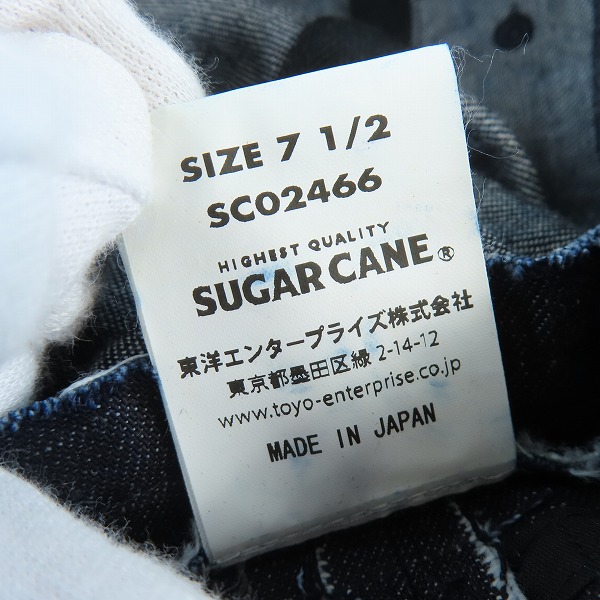 SIZE 7 1/2
SC02466
HIGHEST QUALITY
SUGAR CANE®
東洋エンタープライズ株式会社
東京都墨田区緑 2-14-12
www.toyo-enterprise.co.jp
MADE IN JAPAN